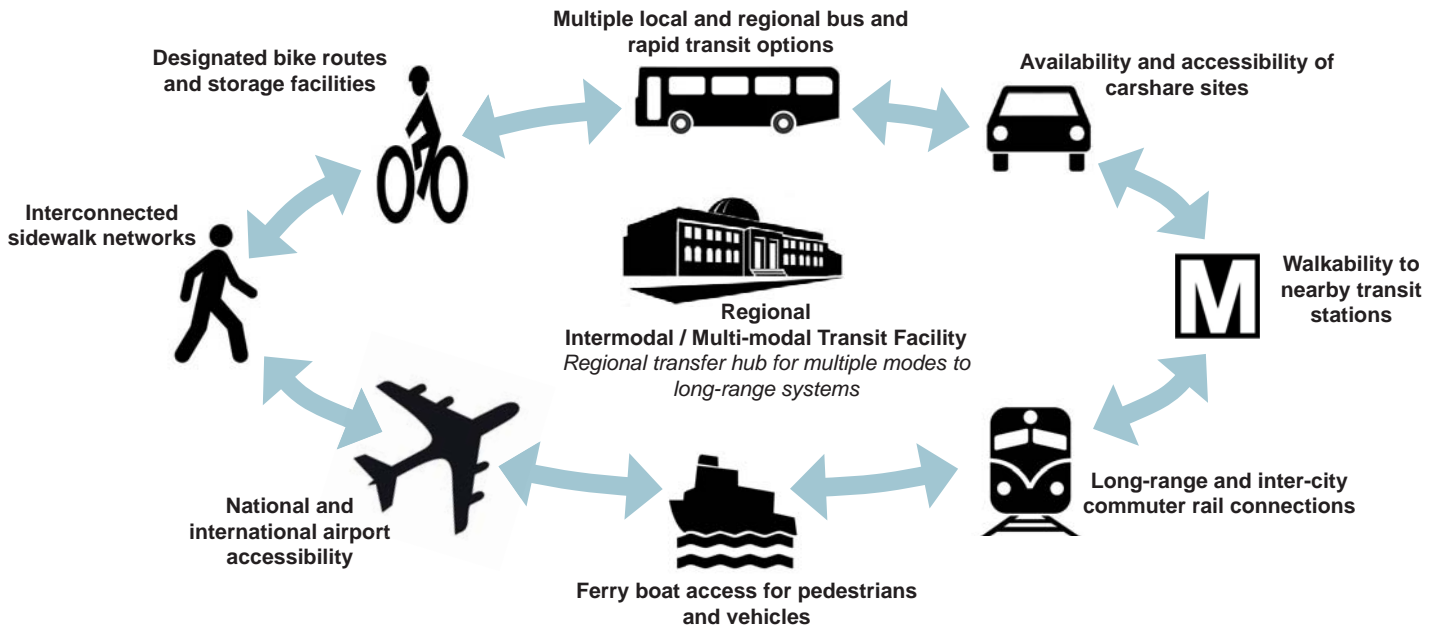 Multiple local and regional bus and
rapid transit options
Designated bike routes
and storage facilities
Availability and accessibility of
carshare sites
Interconnected
sidewalk networks
M
Walkability to
nearby transit
stations
Regional
Intermodal / Multi-modal Transit Facility
Regional transfer hub for multiple modes to
long-range systems
National and
international airport
accessibility
Long-range and inter-city
commuter rail connections
Ferry boat access for pedestrians
and vehicles